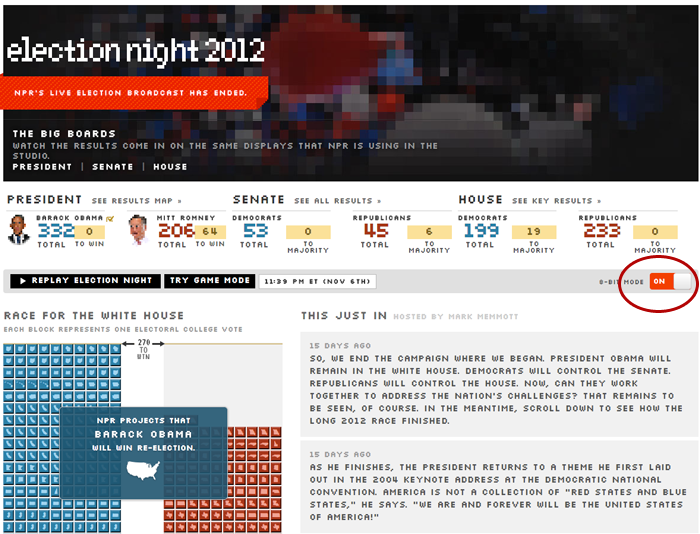 election night 2012
NPR'S LIVE ELECTION BROADCAST HAS ENDED.
THE BIG BOARDS
WATCH THE RESULTS COME IN ON THE SAME DISPLAYS THAT NPR IS USING IN THE
STUDIO.
PRESIDENT | SENATE | HOUSE
PRESIDENT SEE RESULTS MAP »
BARACK OBAMA
332 0
TOTAL TO WIN
MITT ROMNEY
206 64
TOTAL TO WIN
SENATE SEE ALL RESULTS »
DEMOCRATS
53 0
TOTAL TO
MAJORITY
REPUBLICANS
45 6
TOTAL TO
MAJORITY
HOUSE SEE KEY RESULTS »
DEMOCRATS
199 19
TOTAL TO
MAJORITY
REPUBLICANS
233 0
TOTAL TO
MAJORITY
REPLAY ELECTION NIGHT TRY GAME MODE 11:39 PM ET (NOV 6TH) 8-BIT MODE ON
RACE FOR THE WHITE HOUSE
EACH BLOCK REPRESENTS ONE ELECTORAL COLLEGE VOTE
270
TO
WIN
NPR PROJECTS THAT
BARACK OBAMA
WILL WIN RE-ELECTION.
THIS JUST IN HOSTED BY MARK MEMMOTT
15 DAYS AGO
SO, WE END THE CAMPAIGN WHERE WE BEGAN. PRESIDENT OBAMA WILL
REMAIN IN THE WHITE HOUSE. DEMOCRATS WILL CONTROL THE SENATE.
REPUBLICANS WILL CONTROL THE HOUSE. NOW, CAN THEY WORK
TOGETHER TO ADDRESS THE NATION'S CHALLENGES? THAT REMAINS TO
BE SEEN, OF COURSE. IN THE MEANTIME, SCROLL DOWN TO SEE HOW THE
LONG 2012 RACE FINISHED.
15 DAYS AGO
AS HE FINISHES, THE PRESIDENT RETURNS TO A THEME HE FIRST LAID
OUT IN THE 2004 KEYNOTE ADDRESS AT THE DEMOCRATIC NATIONAL
CONVENTION. AMERICA IS NOT A COLLECTION OF "RED STATES AND BLUE
STATES," HE SAYS. "WE ARE AND FOREVER WILL BE THE UNITED STATES
OF AMERICA!"